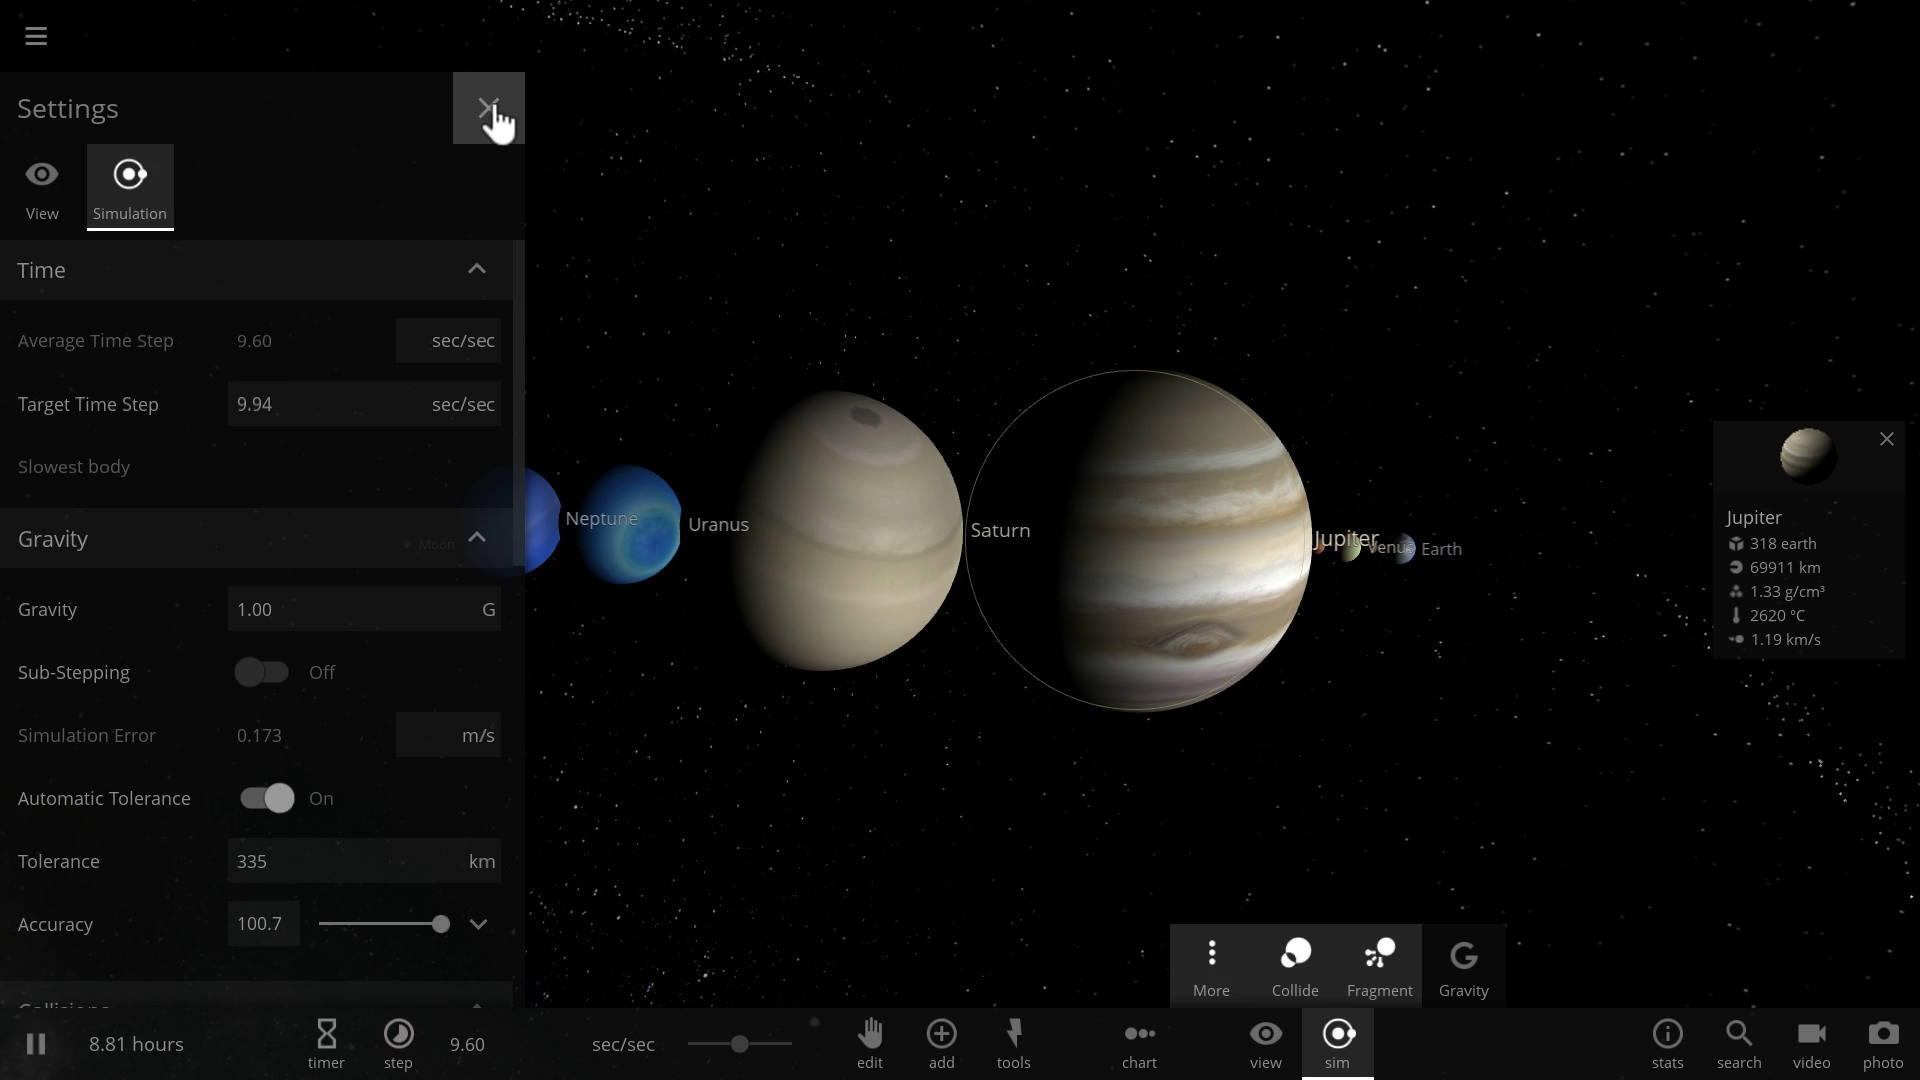 Settings
View
Simulation
Time
Average Time Step 9.60 sec/sec
Target Time Step 9.94 sec/sec
Slowest body
Gravity
Moon
Neptune
Uranus
Saturn
Jupiter
Venus
Earth
Gravity 1.00 G
Sub-Stepping Off
Simulation Error 0.173 m/s
Automatic Tolerance On
Tolerance 335 km
Accuracy 100.7
Collisions
Jupiter
318 earth
69911 km
1.33 g/cm³
2620 °C
1.19 km/s
More
Collide
Fragment
G
Gravity
8.81 hours
timer
step
9.60 sec/sec
edit
add
tools
chart
view
sim
stats
search
video
photo